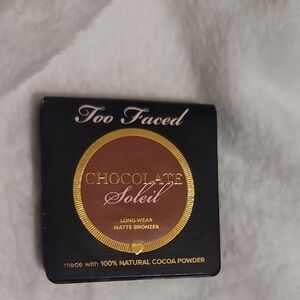 Too Faced
CHOCOLATE
Soleil
LONG-WEAR
MATTE BRONZER
made with 100% NATURAL COCOA POWDER